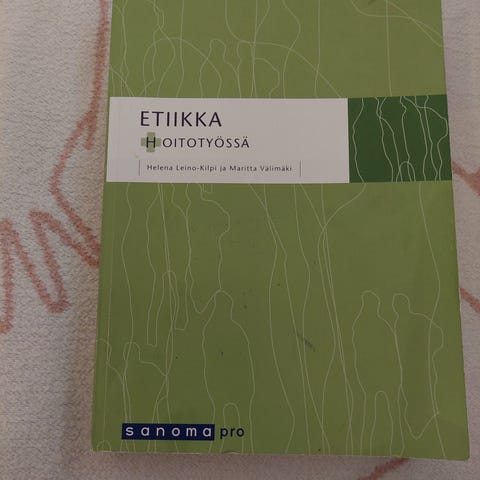 ETIIKKA
HOITOTYÖSSÄ
Helena Leino-Kilpi ja Maritta Välimäki
sanoma pro